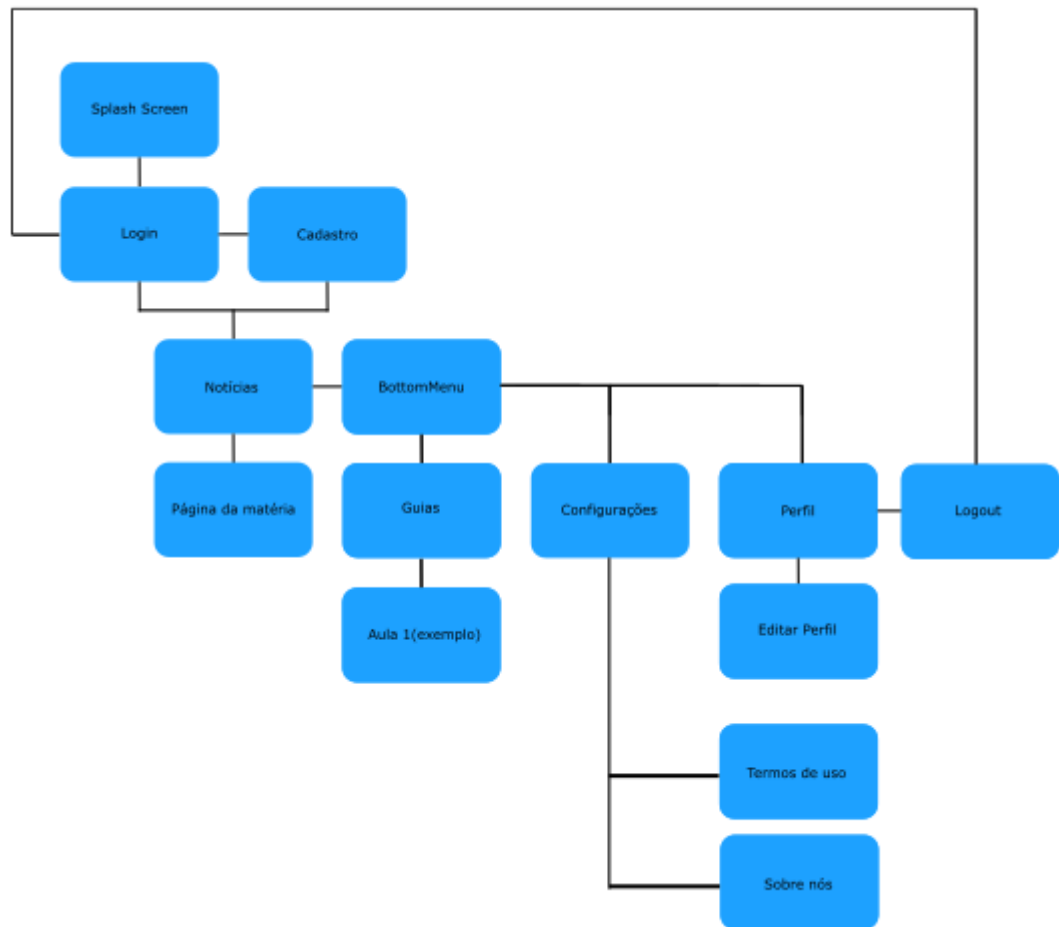 Splash Screen
Login
Cadastro
Notícias
BottomMenu
Página da matéria
Guias
Configurações
Perfil
Logout
Aula 1(exemplo)
Editar Perfil
Termos de uso
Sobre nós